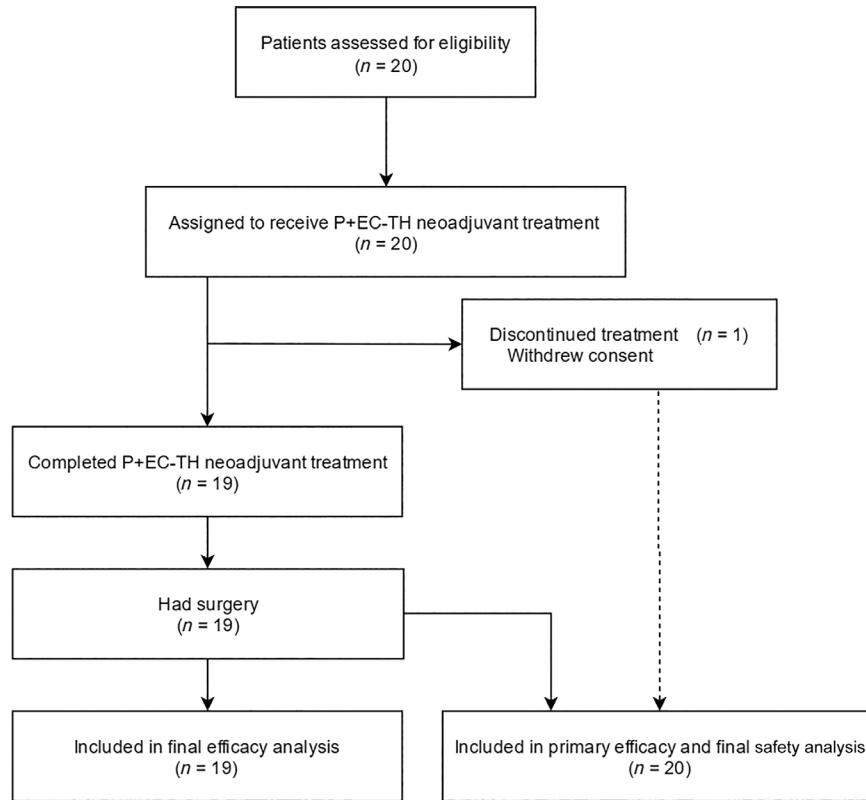 Patients assessed for eligibility
(n = 20)
Assigned to receive P+EC-TH neoadjuvant treatment
(n = 20)
Discontinued treatment (n = 1)
Withdrew consent
Completed P+EC-TH neoadjuvant treatment
(n = 19)
Had surgery
(n = 19)
Included in final efficacy analysis
(n = 19)
Included in primary efficacy and final safety analysis
(n = 20)